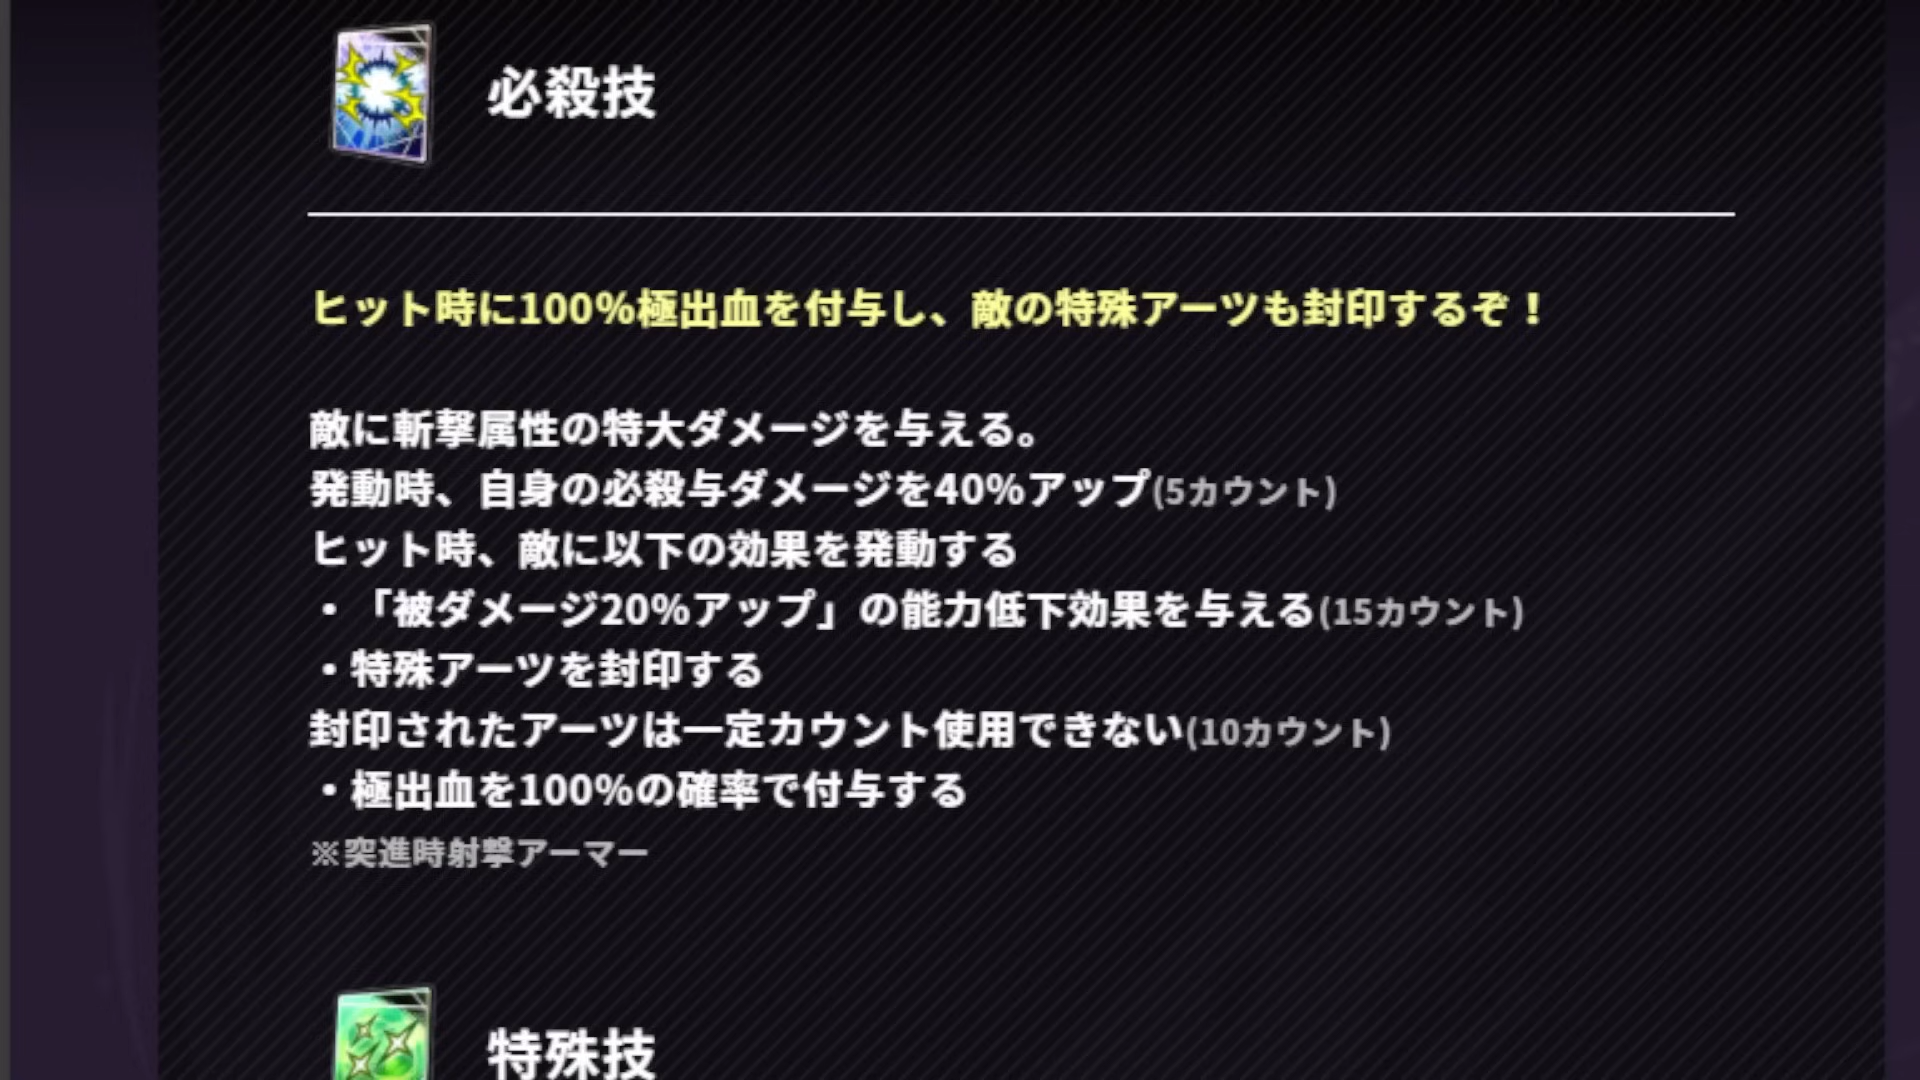 必殺技
ヒット時に100%極出血を付与し、敵の特殊アーツも封印するぞ！
敵に斬撃属性の特大ダメージを与える。
発動時、自身の必殺与ダメージを40%アップ(5カウント)
ヒット時、敵に以下の効果を発動する
・「被ダメージ20%アップ」の能力低下効果を与える(15カウント)
・特殊アーツを封印する
封印されたアーツは一定カウント使用できない(10カウント)
・極出血を100%の確率で付与する
※突進時射撃アーマー
特殊技